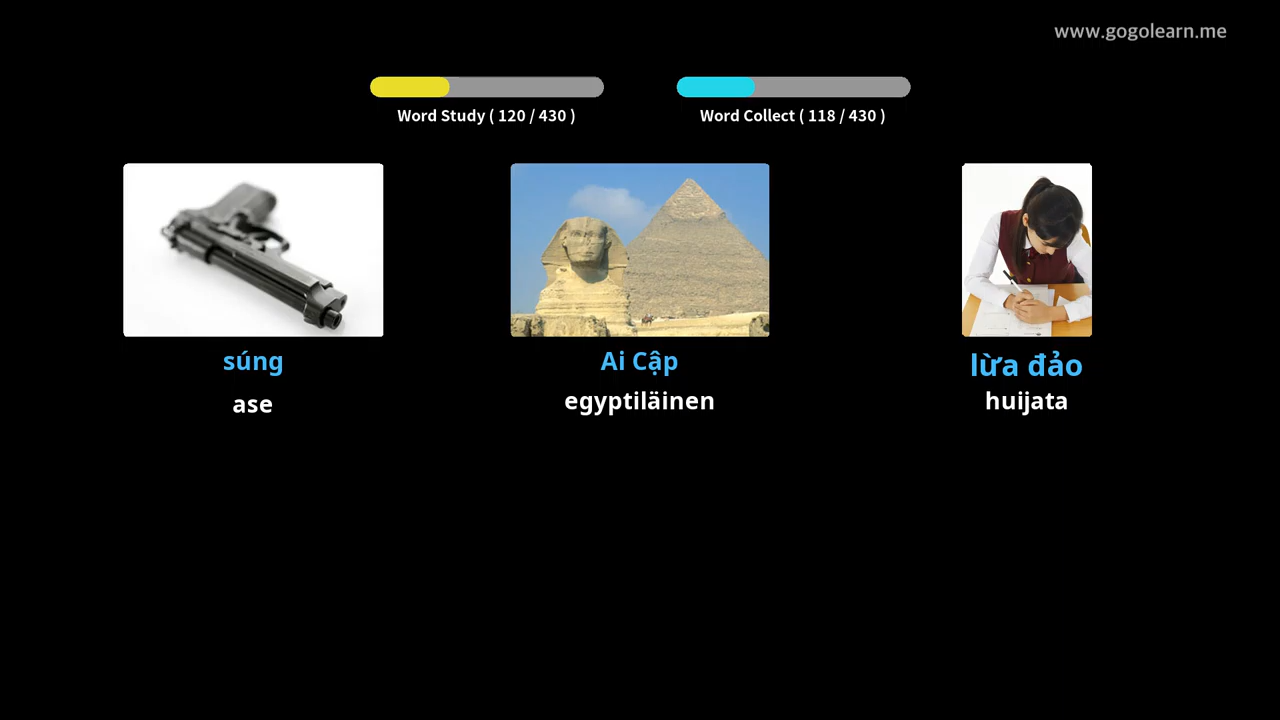 www.gogolearn.me
Word Study ( 120 / 430 )
Word Collect ( 118 / 430 )
súng
Ai Cập
lừa đảo
ase
egyptiläinen
huijata